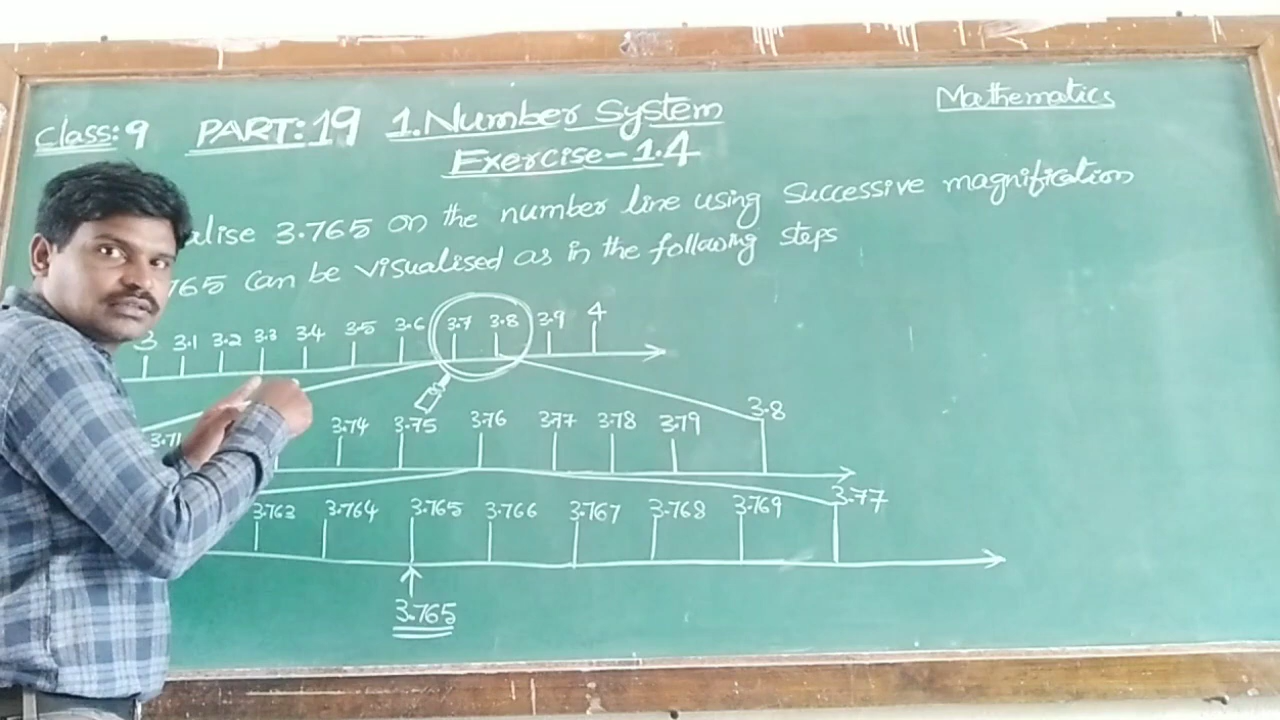 Mathematics
Class: 9 PART: 19 1. Number System
Exercise-1.4
alise 3.765 on the number line using successive magnification
765 can be visualised as in the following steps
3 3.1 3.2 3.3 3.4 3.5 3.6 3.7 3.8 3.9 4
3.71 3.74 3.75 3.76 3.77 3.78 3.79 3.8
3.763 3.764 3.765 3.766 3.767 3.768 3.769 3.77
3.765